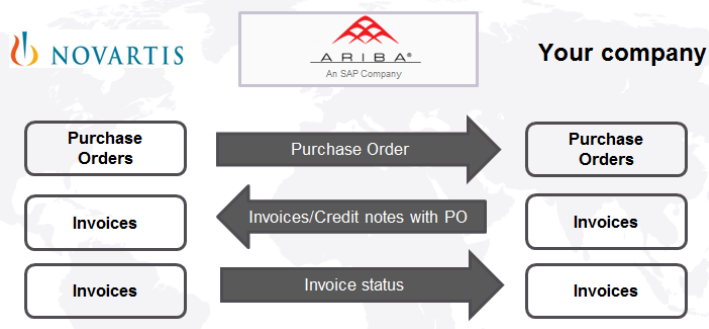 NOVARTIS
ARIBA®
An SAP Company
Your company
Purchase
Orders
Purchase Order
Purchase
Orders
Invoices
Invoices/Credit notes with PO
Invoices
Invoices
Invoice status
Invoices